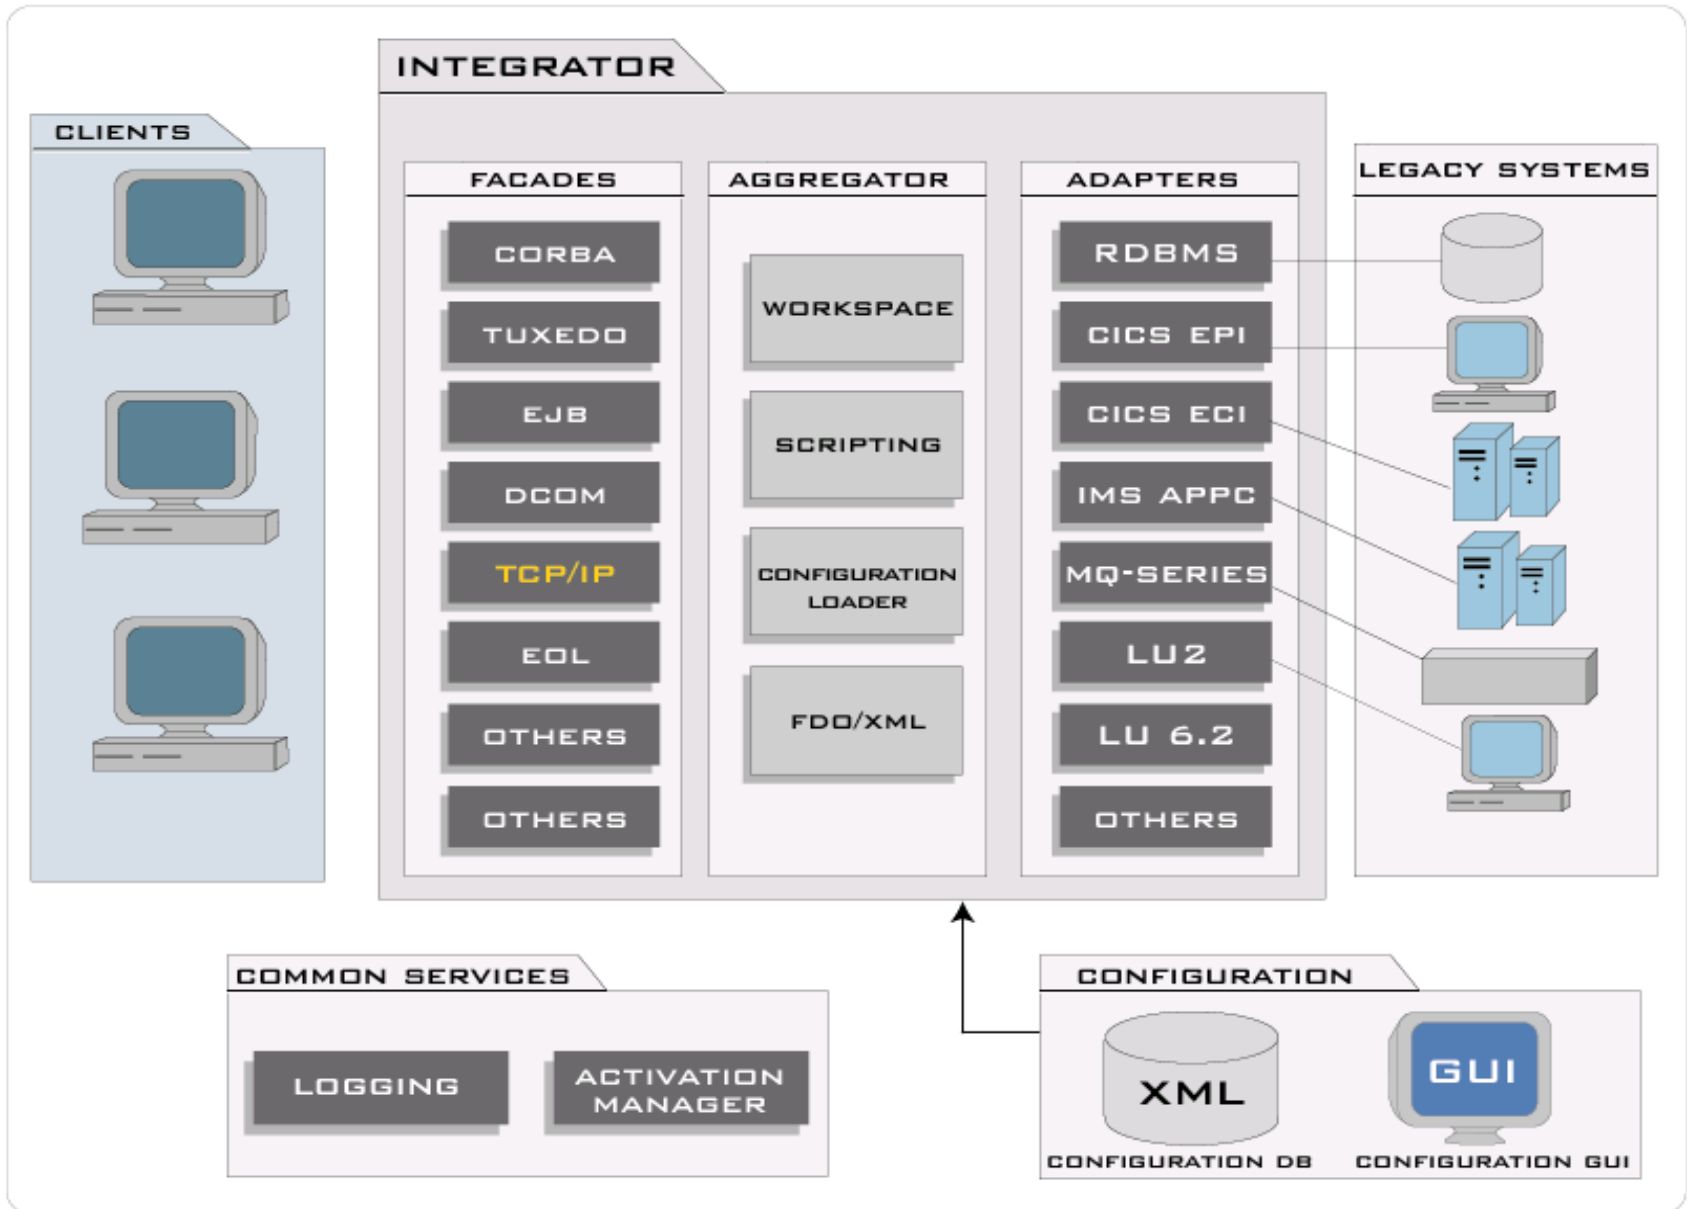 INTEGRATOR
CLIENTS
FACADES
CORBA
TUXEDO
EJB
DCOM
TCP/IP
EOL
OTHERS
OTHERS
AGGREGATOR
WORKSPACE
SCRIPTING
CONFIGURATION
LOADER
FDO/XML
ADAPTERS
RDBMS
CICS EPI
CICS ECI
IMS APPC
MQ-SERIES
LU2
LU 6.2
OTHERS
LEGACY SYSTEMS
COMMON SERVICES
LOGGING
ACTIVATION
MANAGER
CONFIGURATION
XML
CONFIGURATION DB
GUI
CONFIGURATION GUI